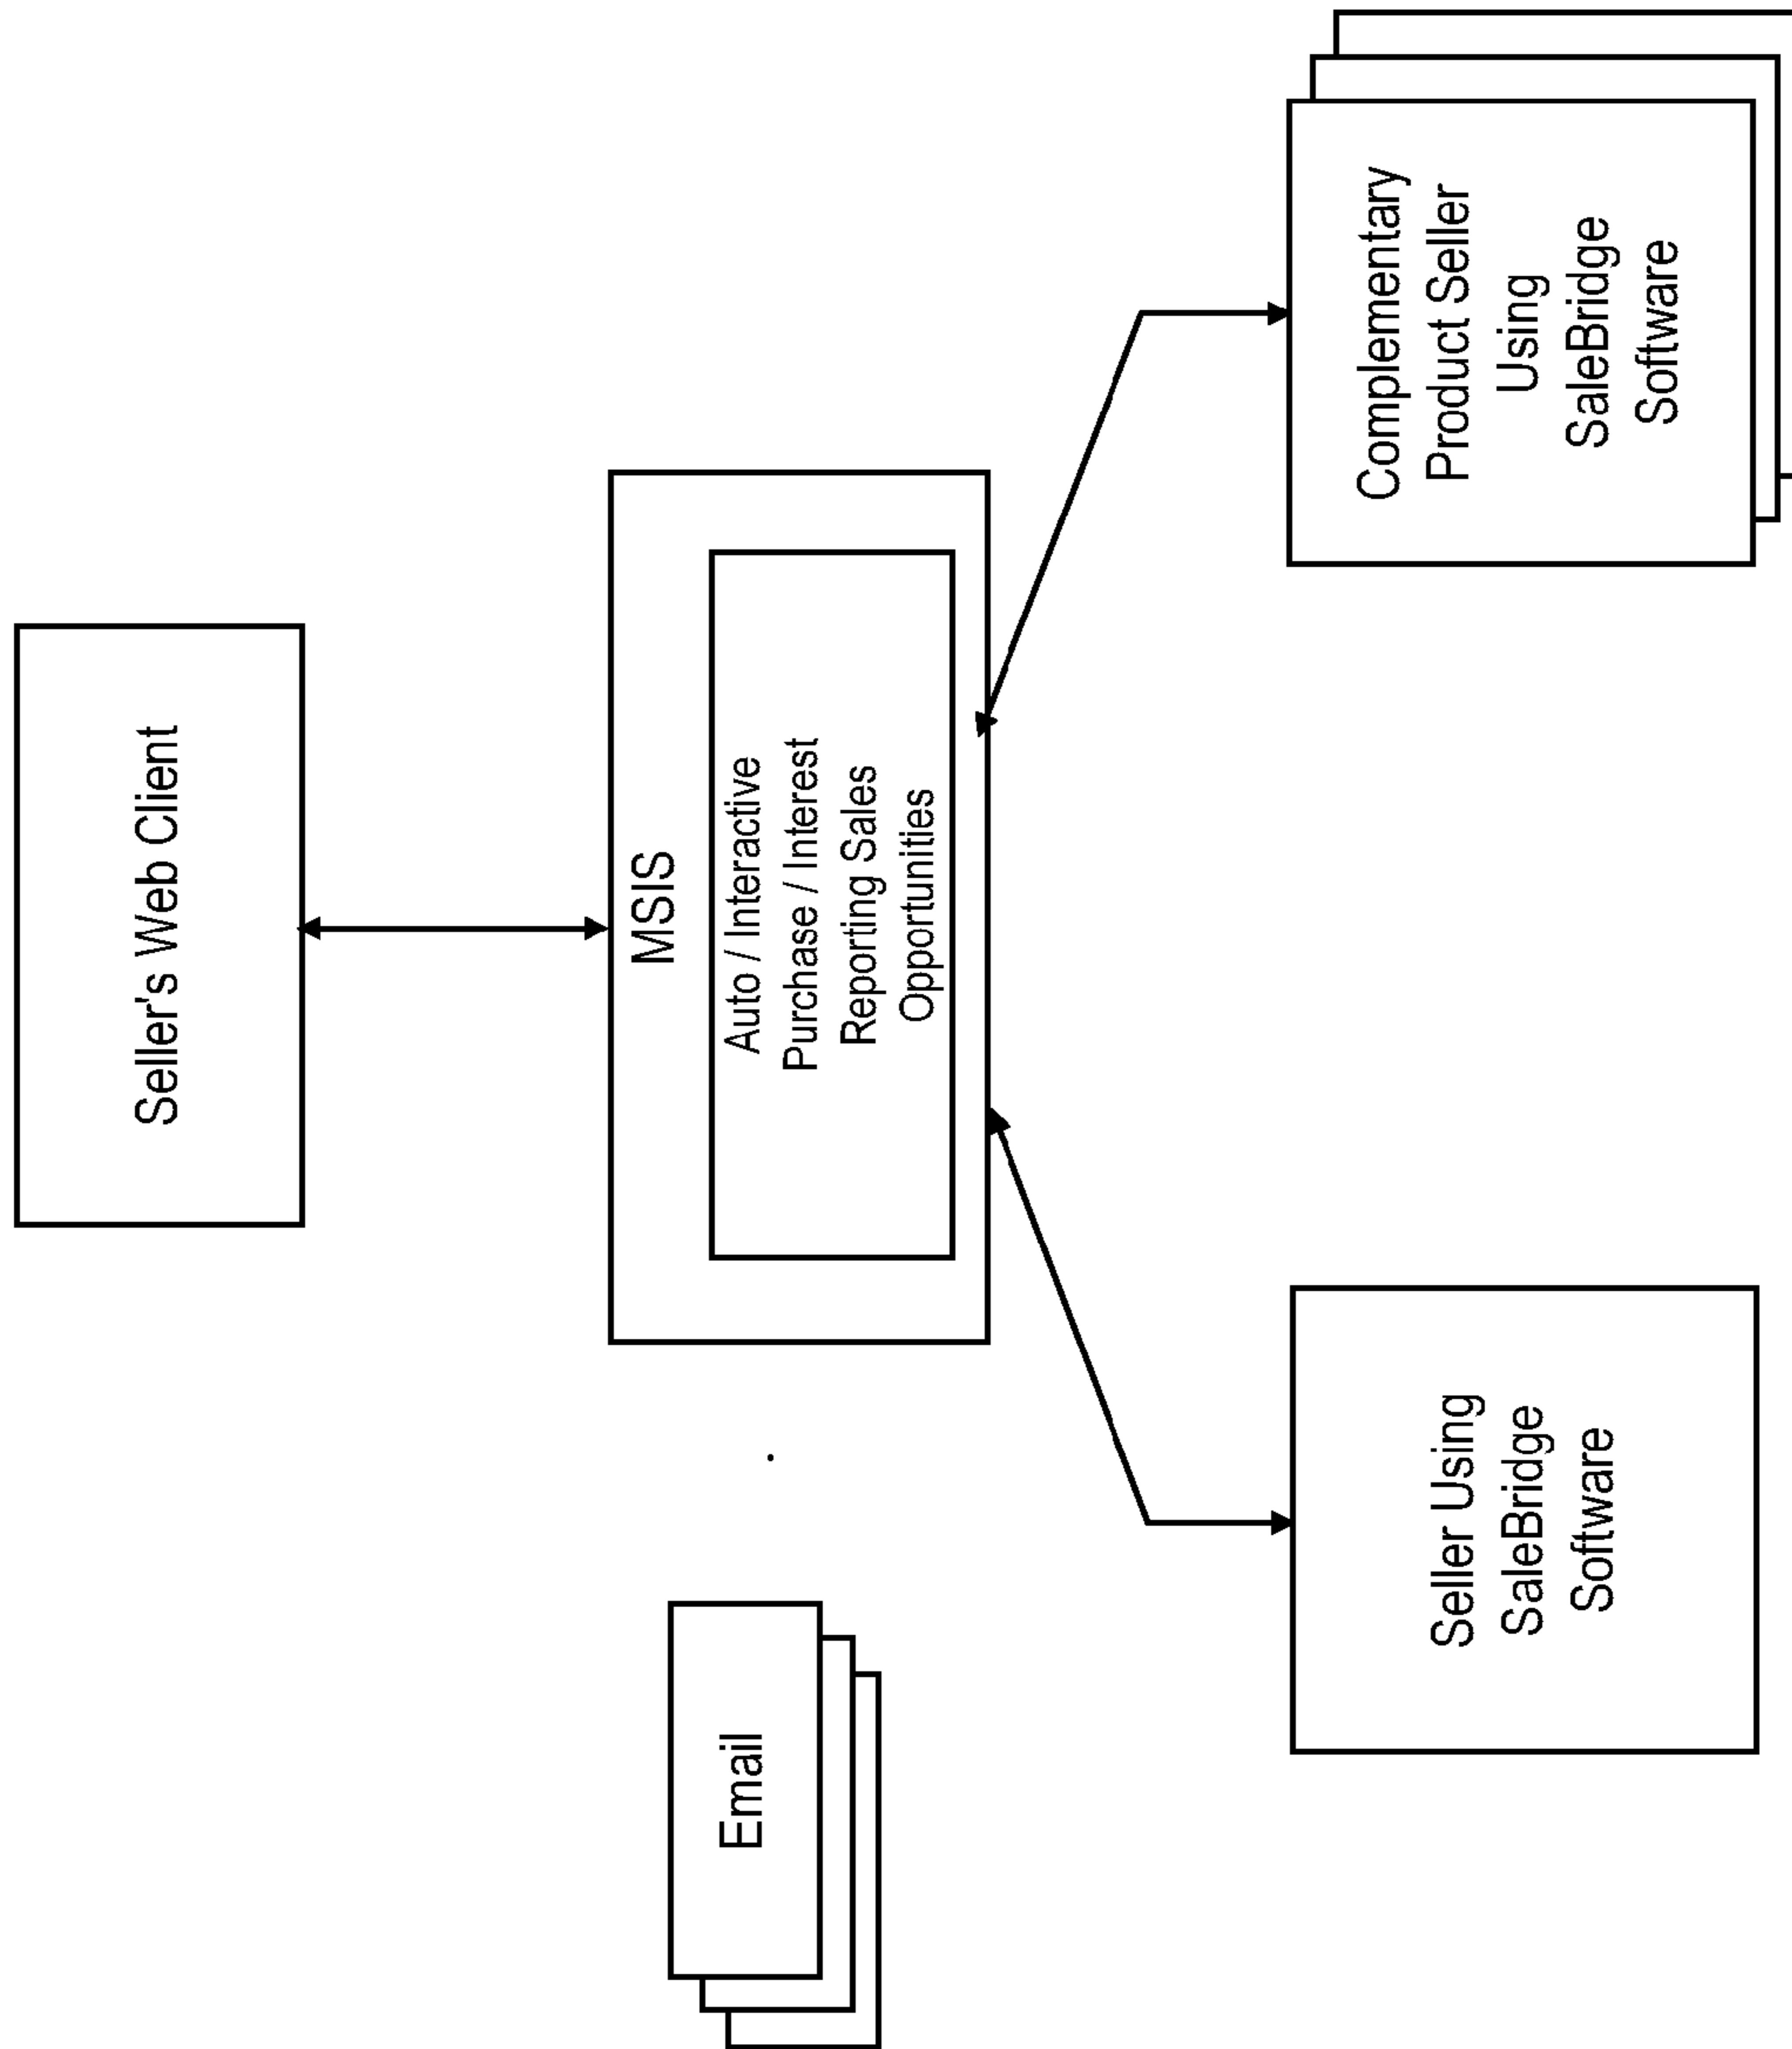 Seller's Web Client
MSIS
Auto / Interactive
Purchase / Interest
Reporting Sales
Opportunities
Email
Seller Using
SaleBridge
Software
Complementary
Product Seller
Using
SaleBridge
Software